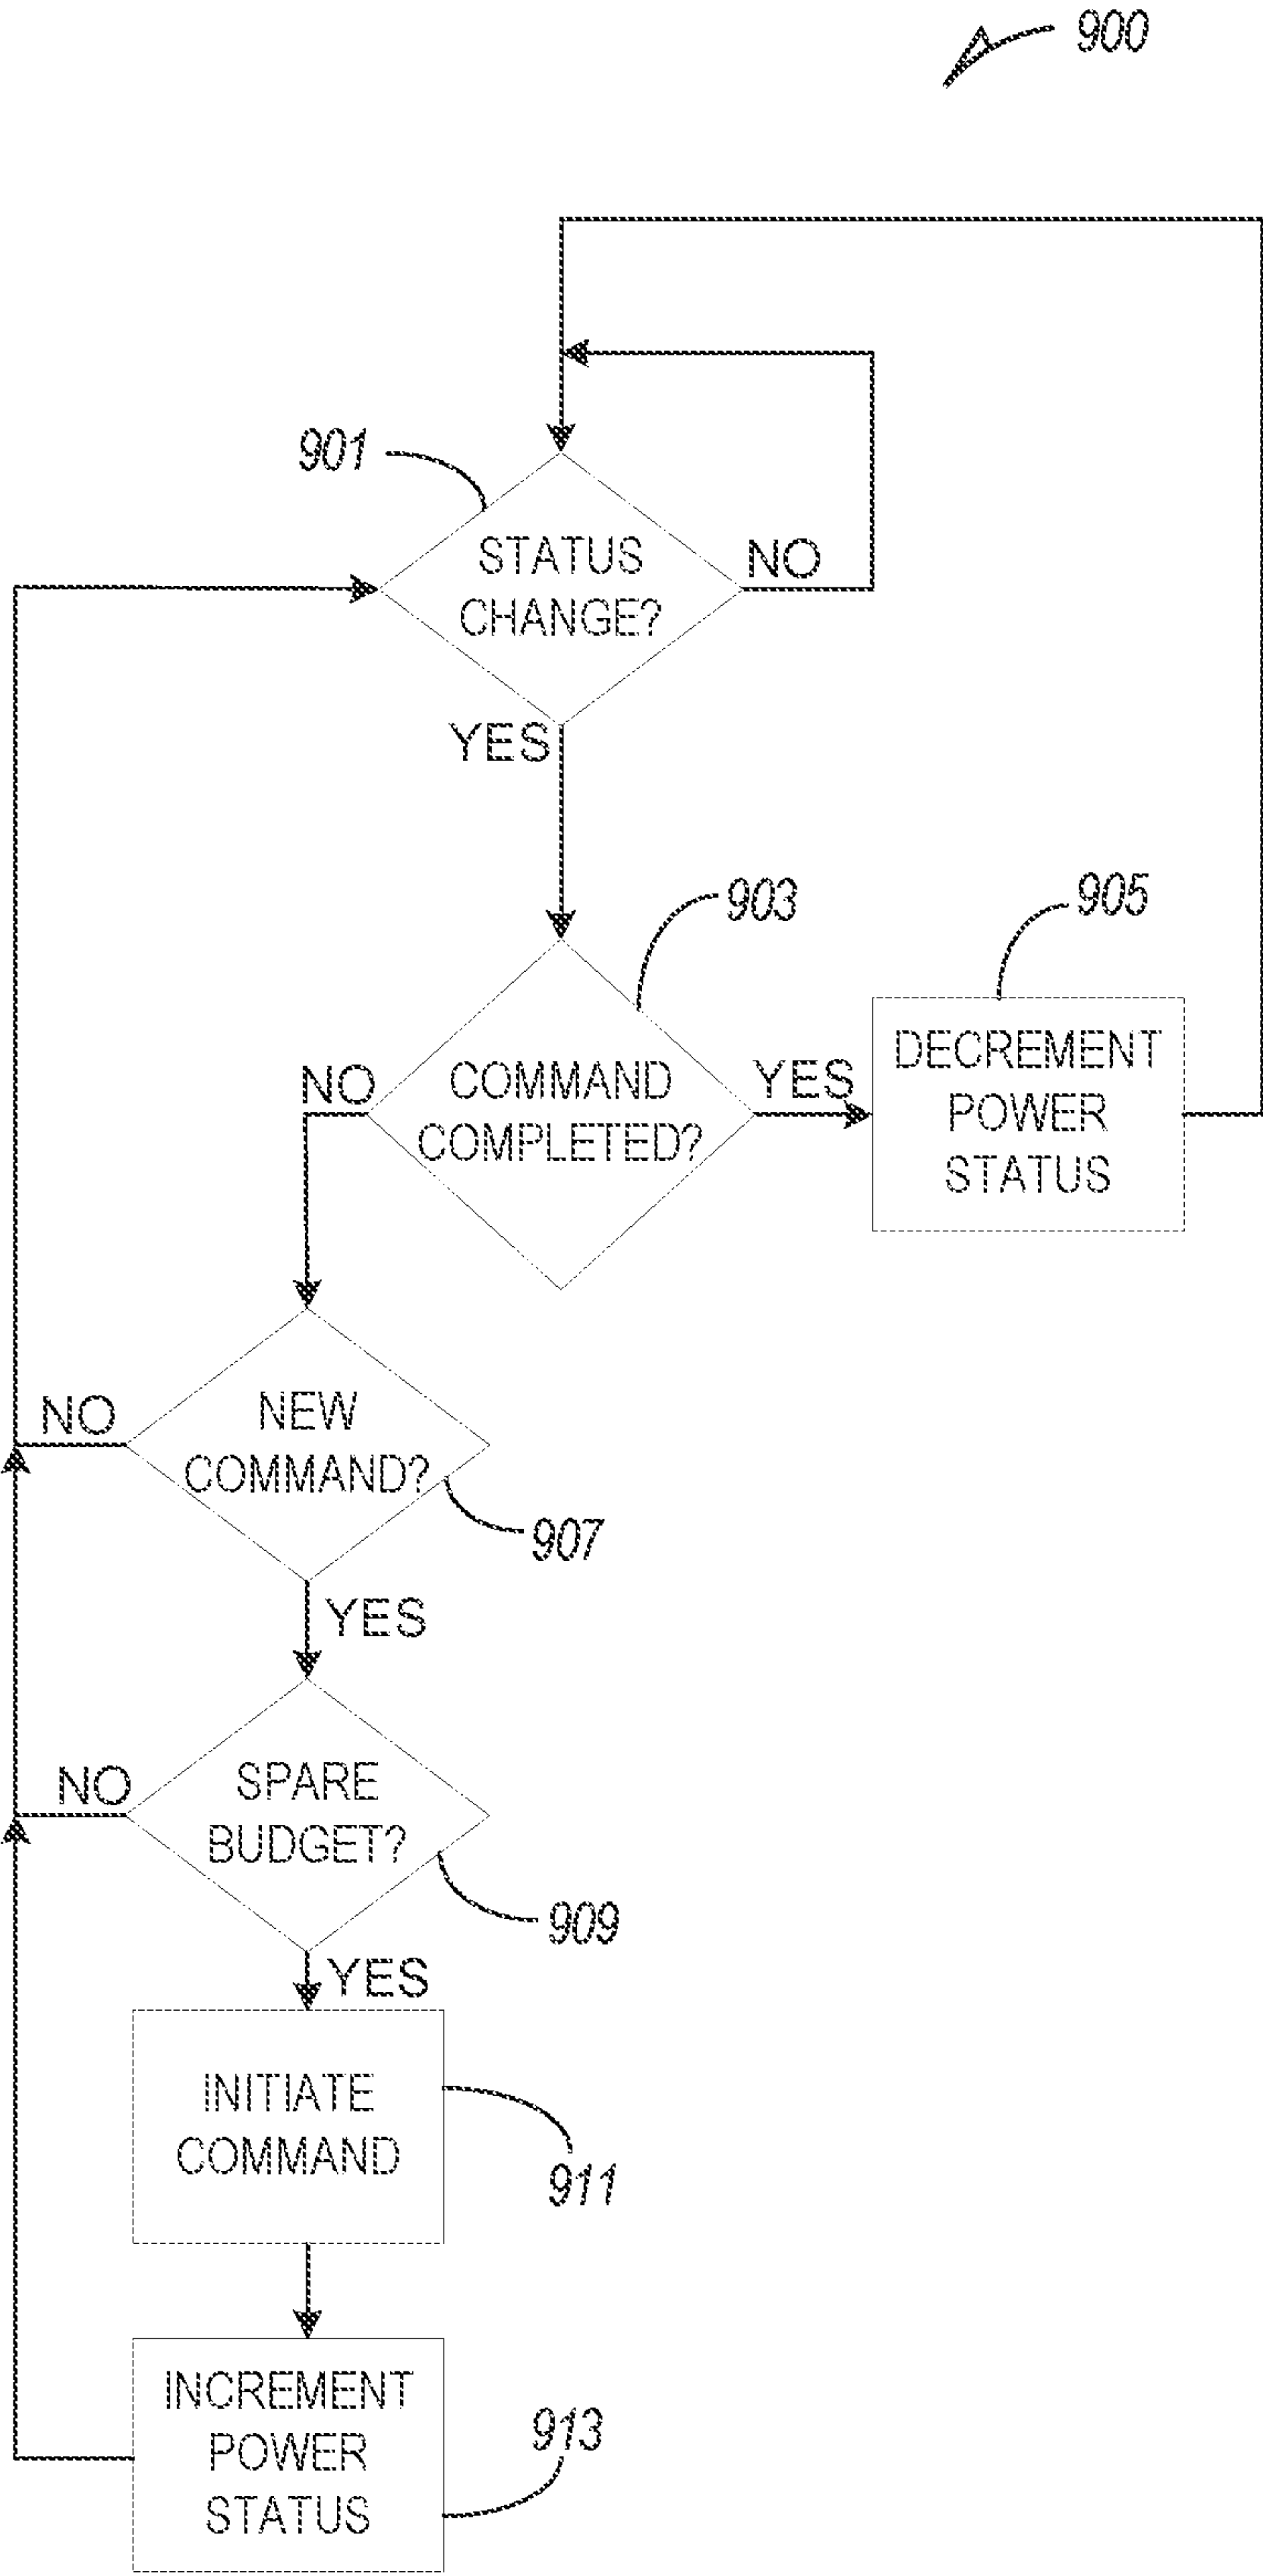 900
901
STATUS
CHANGE?
NO
YES
903
905
NO
COMMAND
COMPLETED?
YES
DECREMENT
POWER
STATUS
NO
NEW
COMMAND?
907
YES
NO
SPARE
BUDGET?
909
YES
INITIATE
COMMAND
911
INCREMENT
POWER
STATUS
913